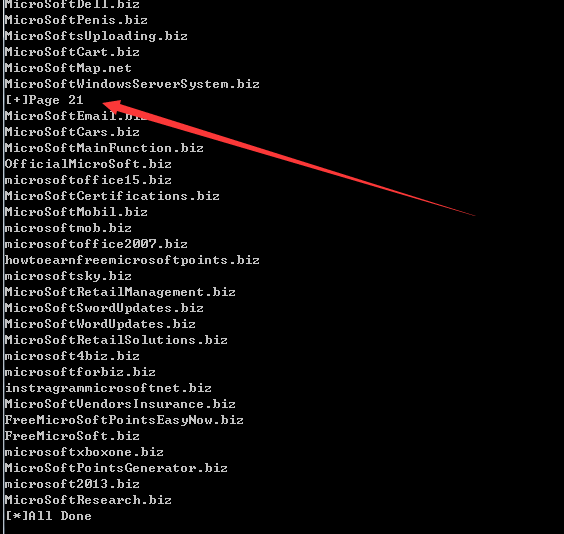 MicroSoftDell.biz
MicroSoftPenis.biz
MicroSoftsUploading.biz
MicroSoftCart.biz
MicroSoftMap.net
MicroSoftWindowsServerSystem.biz
[+]Page 21
MicroSoftEmail.biz
MicroSoftCars.biz
MicroSoftMainFunction.biz
OfficialMicroSoft.biz
microsoftoffice15.biz
MicroSoftCertifications.biz
MicroSoftMobil.biz
microsoftmob.biz
microsoftoffice2007.biz
howtoearnfreemicrosoftpoints.biz
microsoftsky.biz
MicroSoftRetailManagement.biz
MicroSoftSwordUpdates.biz
MicroSoftWordUpdates.biz
MicroSoftRetailSolutions.biz
microsoft4biz.biz
microsoftforbiz.biz
instragrammicrosoftnet.biz
MicroSoftVendorsInsurance.biz
FreeMicroSoftPointsEasyNow.biz
FreeMicroSoft.biz
microsoftxboxone.biz
MicroSoftPointsGenerator.biz
microsoft2013.biz
MicroSoftResearch.biz
[*]All Done